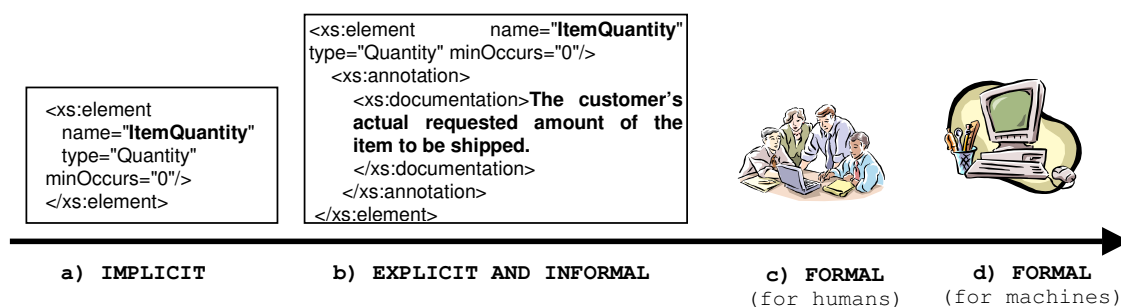 <xs:element
name="ItemQuantity"
type="Quantity"
minOccurs="0"/>
</xs:element>
<xs:element name="ItemQuantity"
type="Quantity" minOccurs="0"/>
<xs:annotation>
<xs:documentation>The customer’s
actual requested amount of the
item to be shipped.
</xs:documentation>
</xs:annotation>
</xs:element>
a) IMPLICIT
b) EXPLICIT AND INFORMAL
c) FORMAL
(for humans)
d) FORMAL
(for machines)